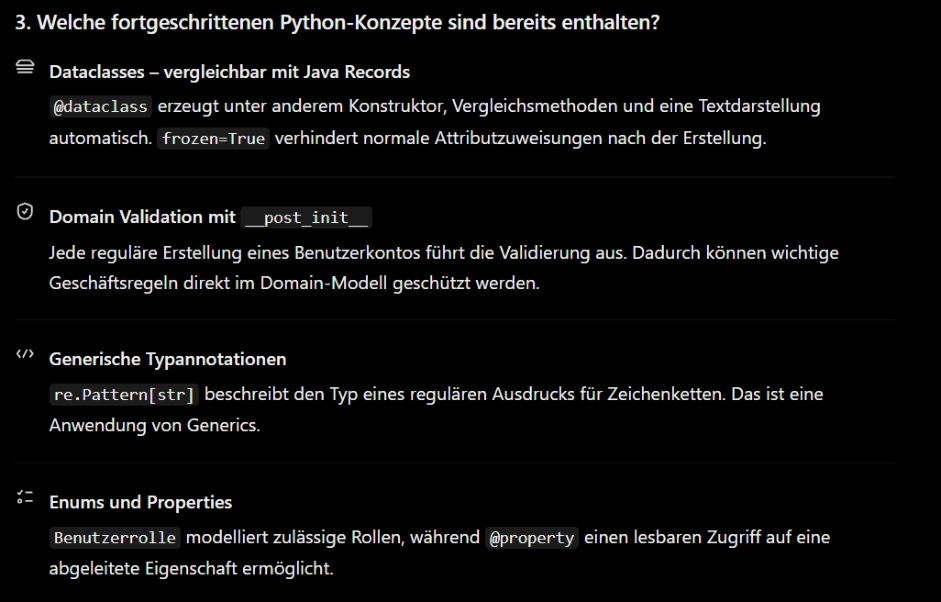 3. Welche fortgeschrittenen Python-Konzepte sind bereits enthalten?
Dataclasses – vergleichbar mit Java Records
@dataclass erzeugt unter anderem Konstruktor, Vergleichsmethoden und eine Textdarstellung
automatisch. frozen=True verhindert normale Attributzuweisungen nach der Erstellung.
Domain Validation mit __post_init__
Jede reguläre Erstellung eines Benutzerkontos führt die Validierung aus. Dadurch können wichtige
Geschäftsregeln direkt im Domain-Modell geschützt werden.
Generische Typannotationen
re.Pattern[str] beschreibt den Typ eines regulären Ausdrucks für Zeichenketten. Das ist eine
Anwendung von Generics.
Enums und Properties
Benutzerrolle modelliert zulässige Rollen, während @property einen lesbaren Zugriff auf eine
abgeleitete Eigenschaft ermöglicht.